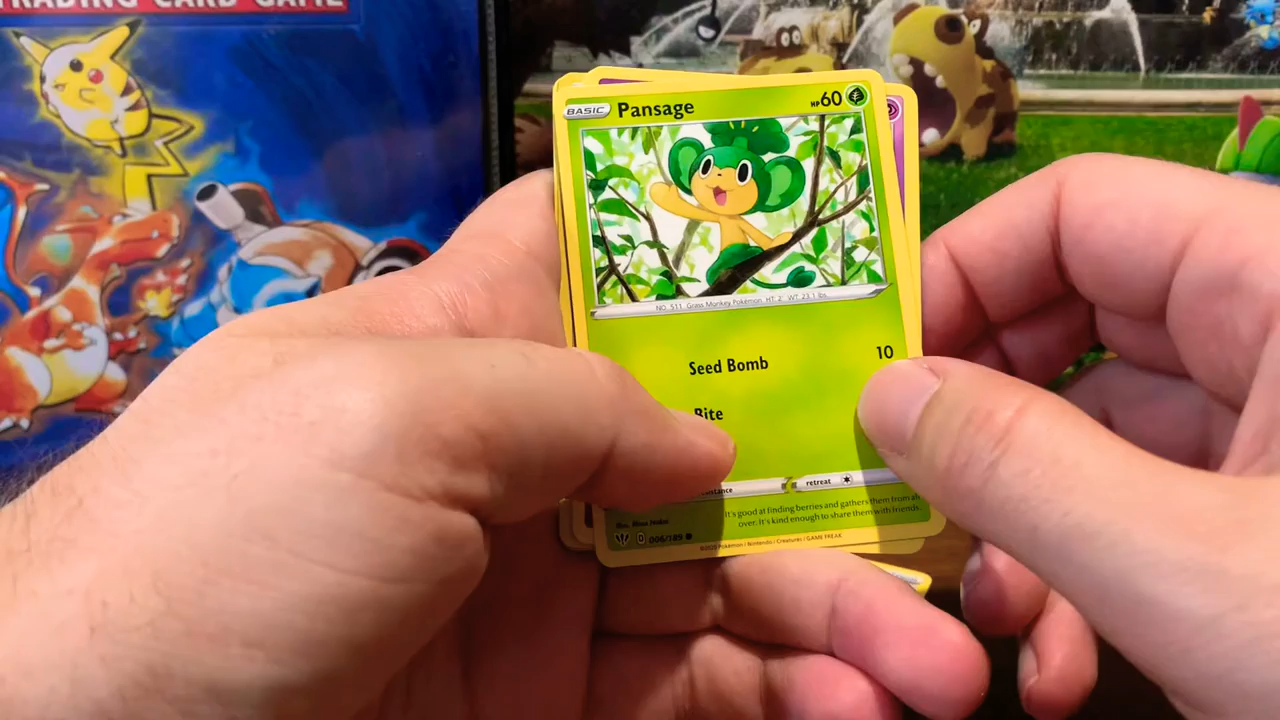 TRADING CARD GAME
BASIC Pansage HP 60
NO. 511 Grass Monkey Pokémon HT: 2' WT: 23.1 lbs.
Seed Bomb 10
Bite
retreat
It's good at finding berries and gathers them from all
over. It's kind enough to share them with friends.
D 006/189
©2020 Pokémon / Nintendo / Creatures / GAME FREAK